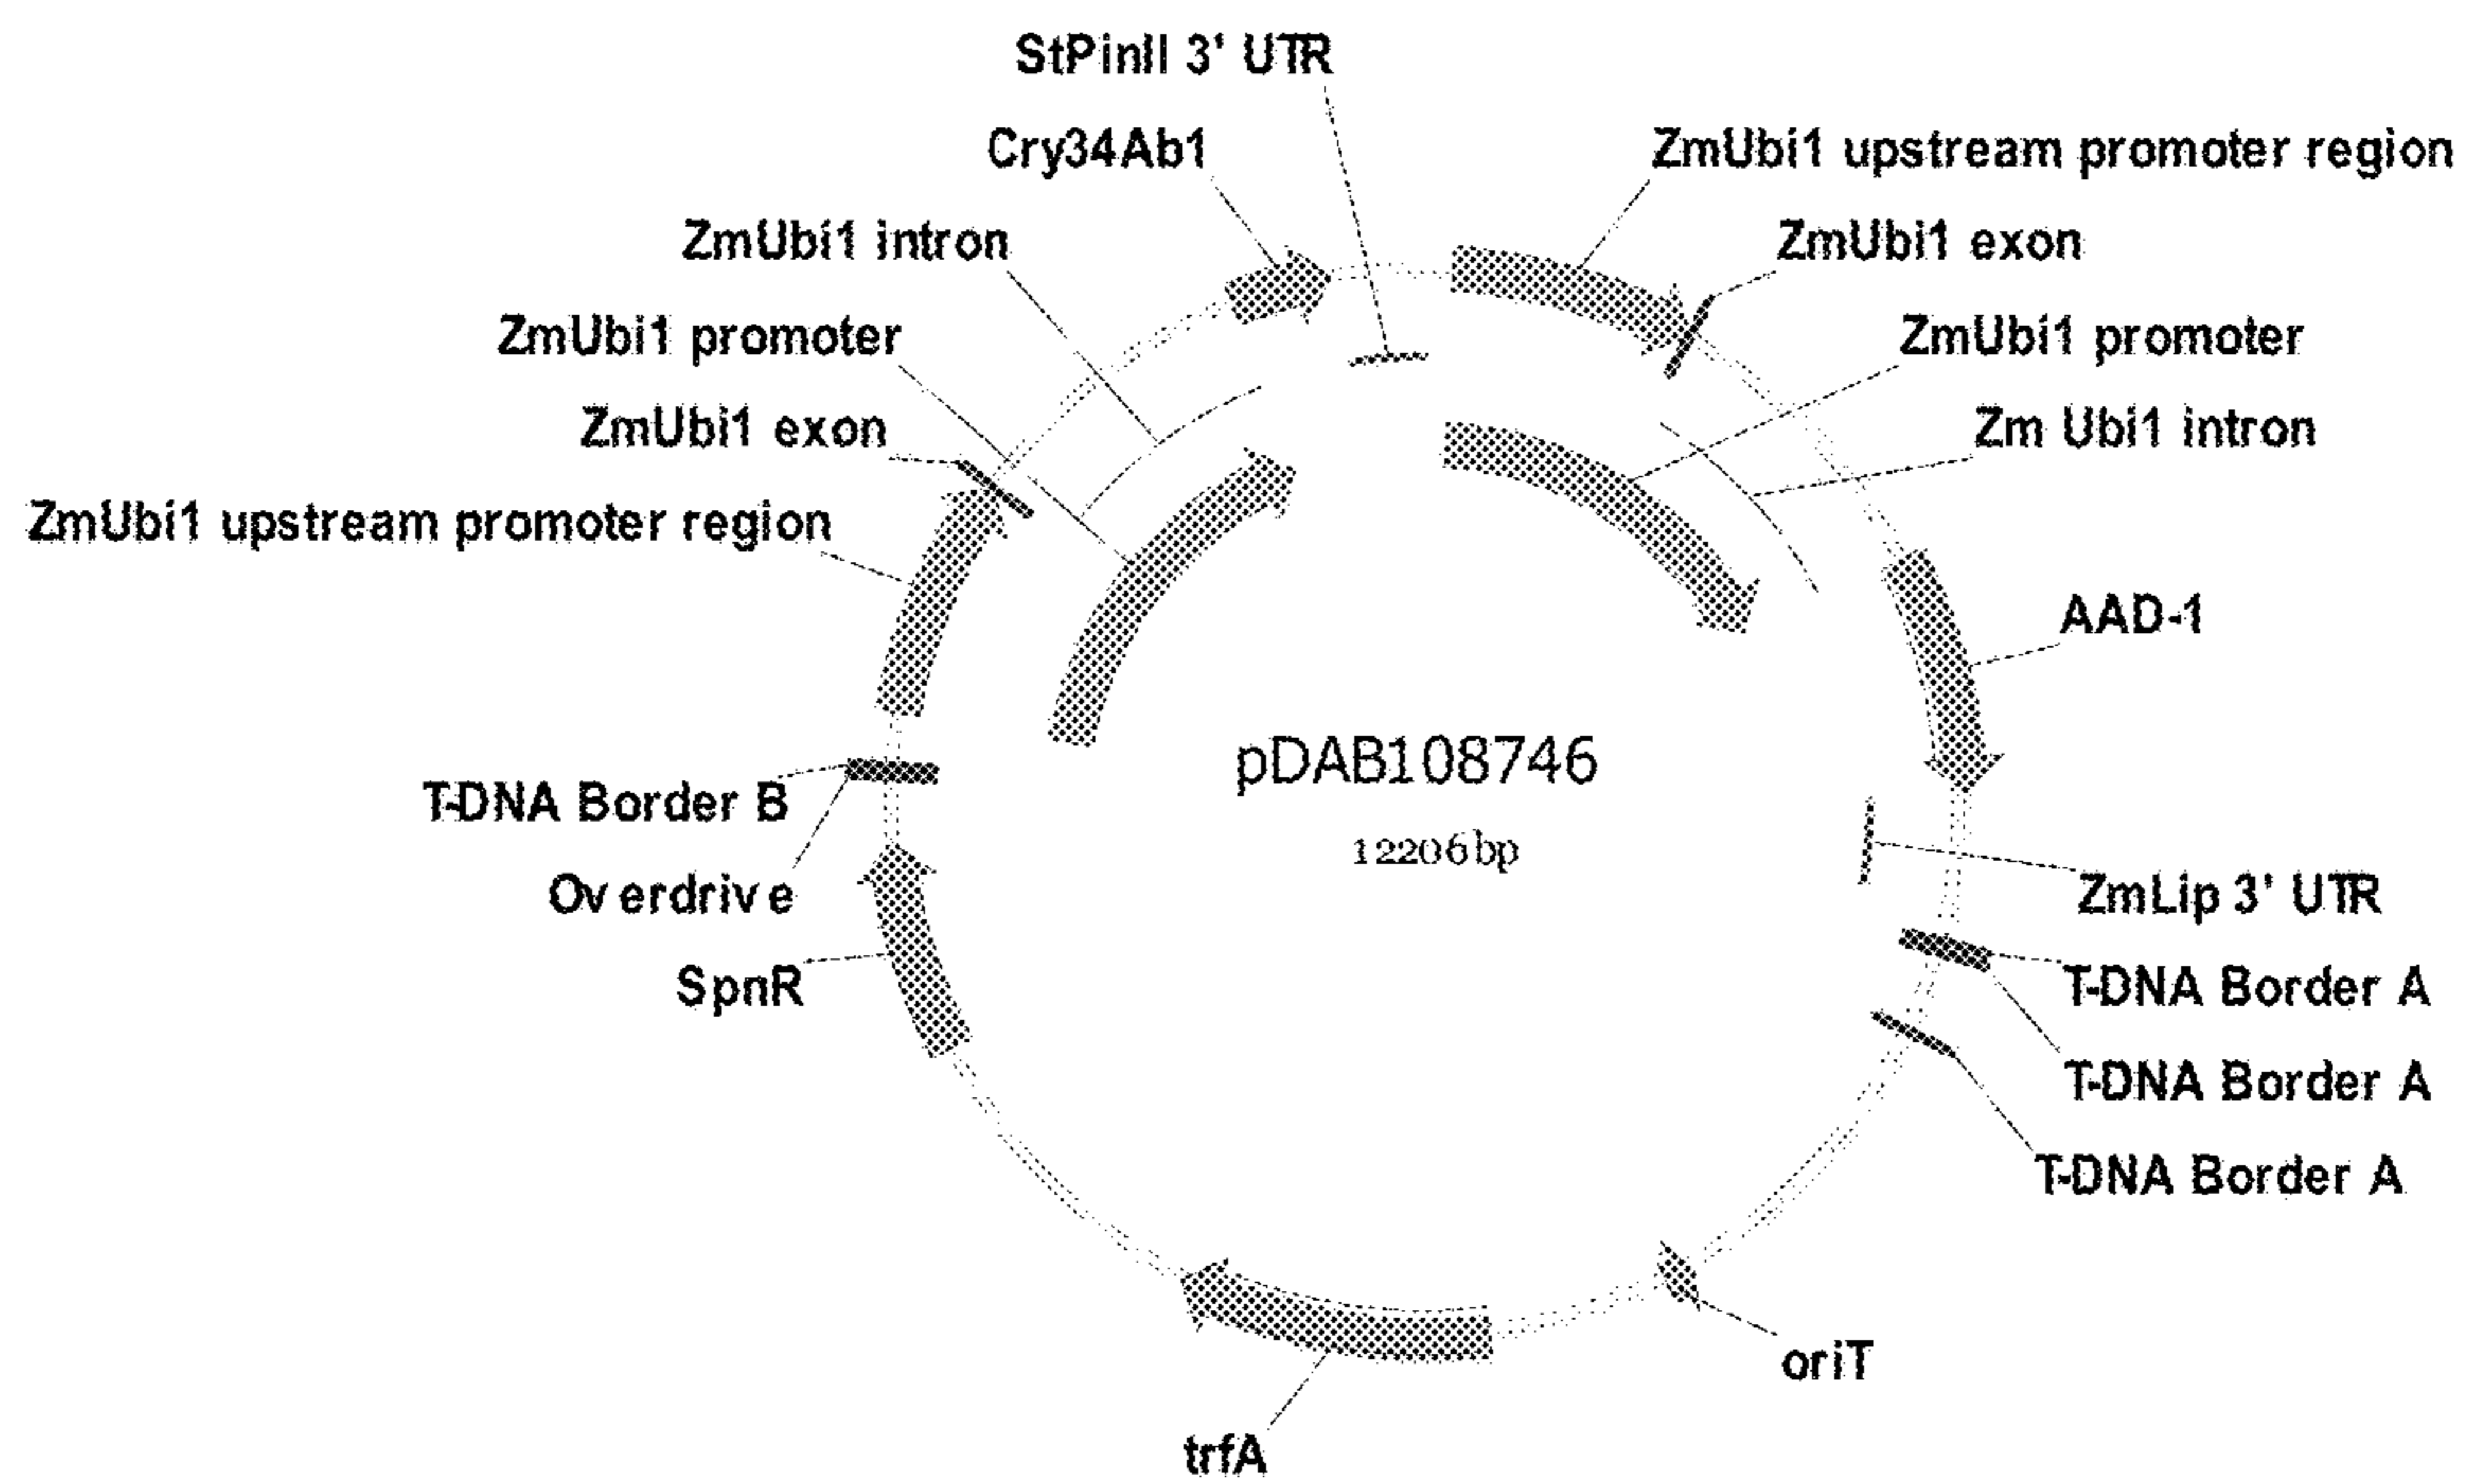 StPinII 3' UTR
Cry34Ab1
ZmUbi1 upstream promoter region
ZmUbi1 intron
ZmUbi1 exon
ZmUbi1 promoter
ZmUbi1 promoter
ZmUbi1 exon
Zm Ubi1 intron
ZmUbi1 upstream promoter region
AAD-1
pDAB108746
T-DNA Border B
12206bp
Overdrive
ZmLip 3' UTR
SpnR
T-DNA Border A
T-DNA Border A
T-DNA Border A
oriT
trfA